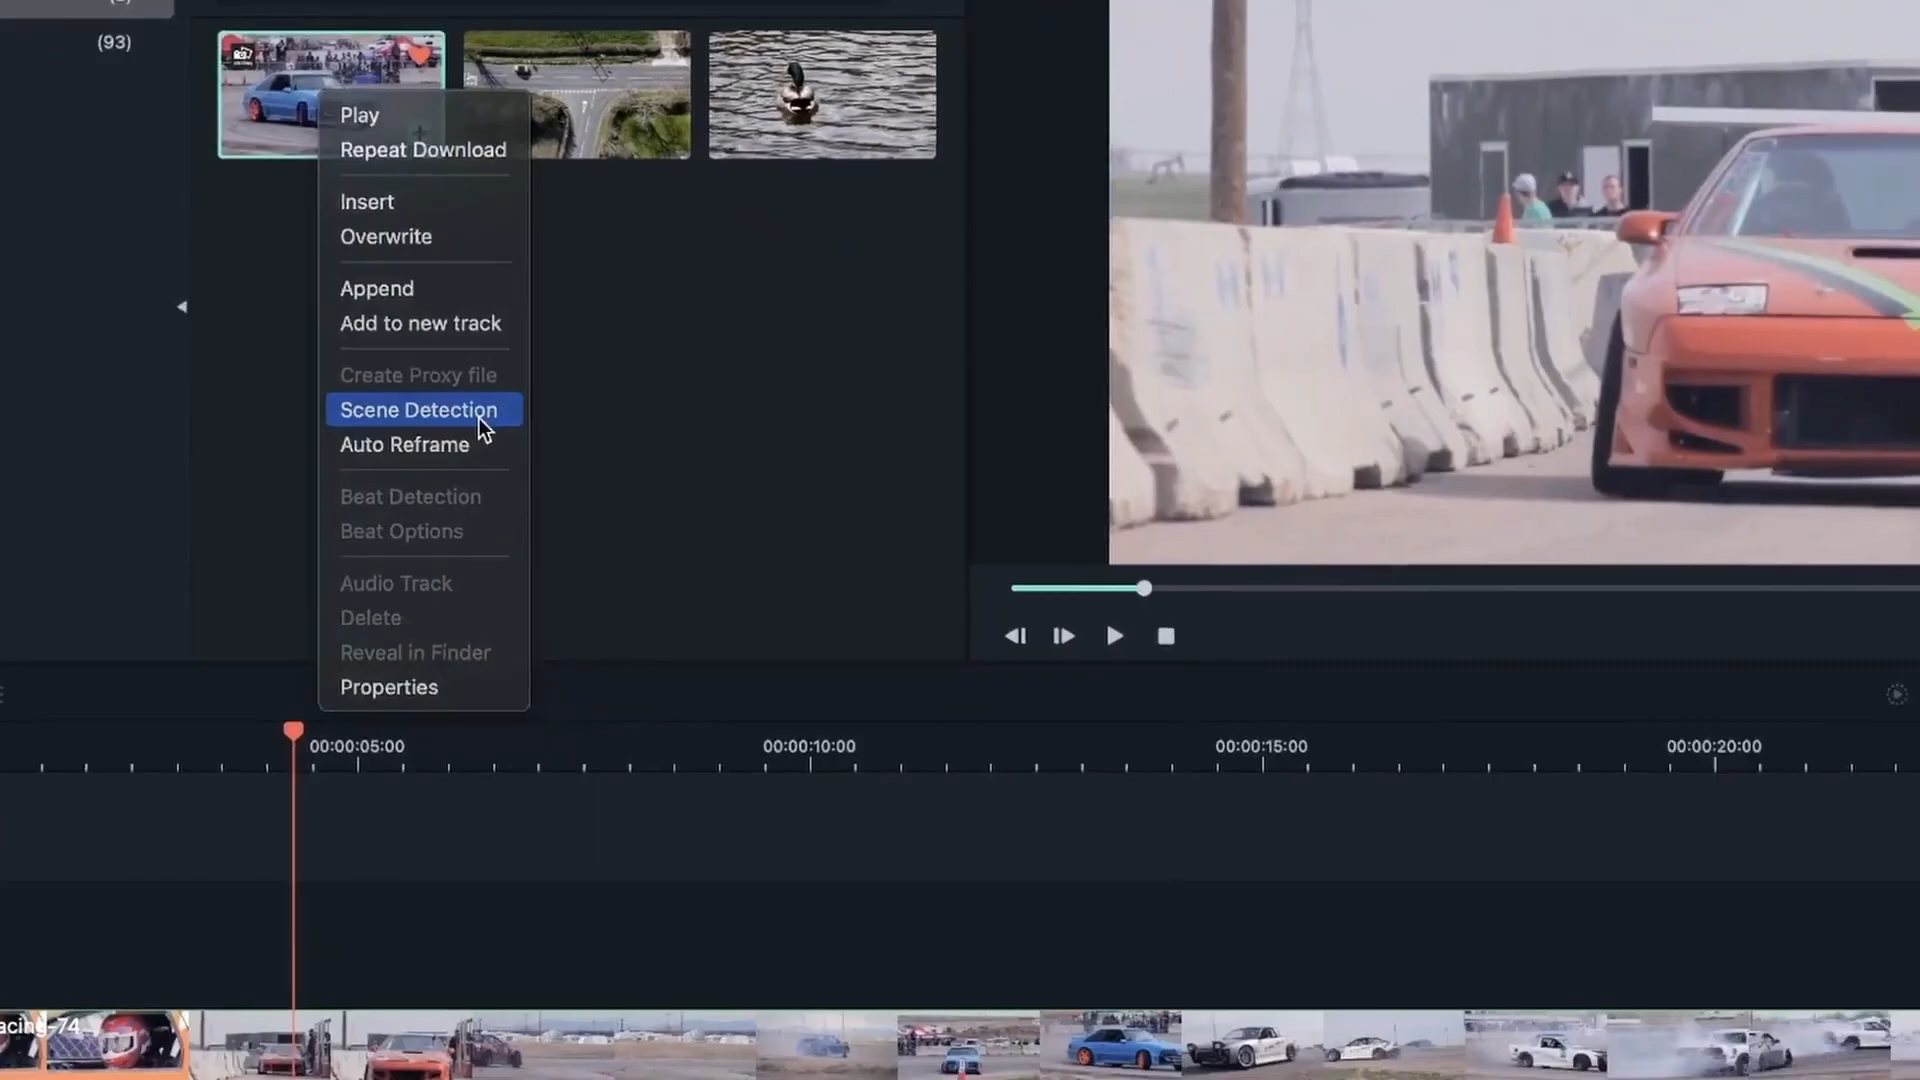 (93)
Play
Repeat Download
Insert
Overwrite
Append
Add to new track
Create Proxy file
Scene Detection
Auto Reframe
Beat Detection
Beat Options
Audio Track
Delete
Reveal in Finder
Properties
00:00:05:00
00:00:10:00
00:00:15:00
00:00:20:00
acing-74